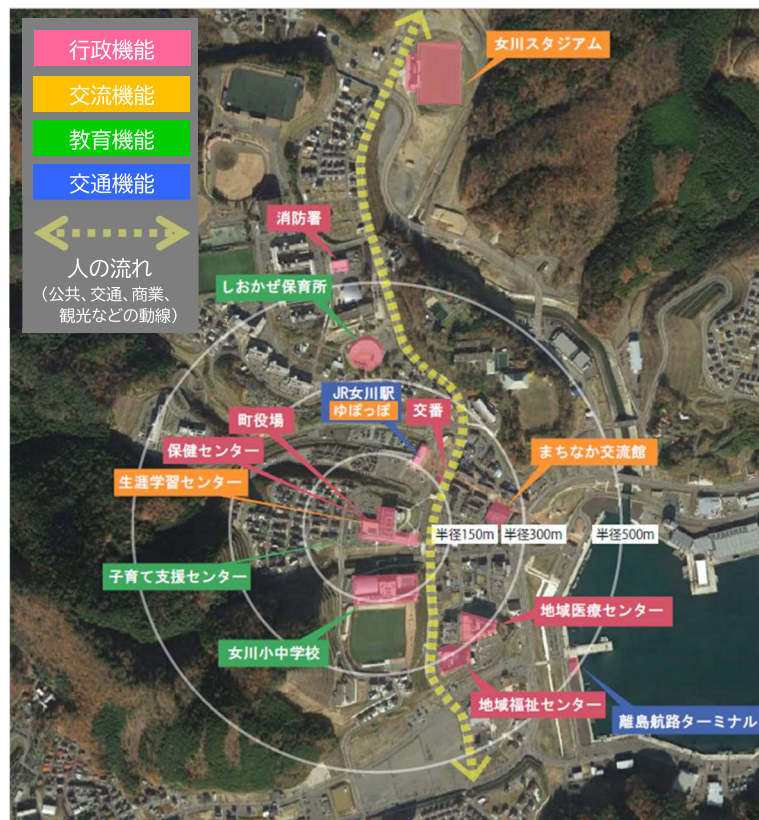 行政機能
交流機能
教育機能
交通機能
人の流れ
（公共、交通、商業、
観光などの動線）
女川スタジアム
消防署
しおかぜ保育所
JR女川駅
ゆぽっぽ
交番
町役場
保健センター
生涯学習センター
まちなか交流館
半径150m
半径300m
半径500m
子育て支援センター
地域医療センター
女川小中学校
地域福祉センター
離島航路ターミナル